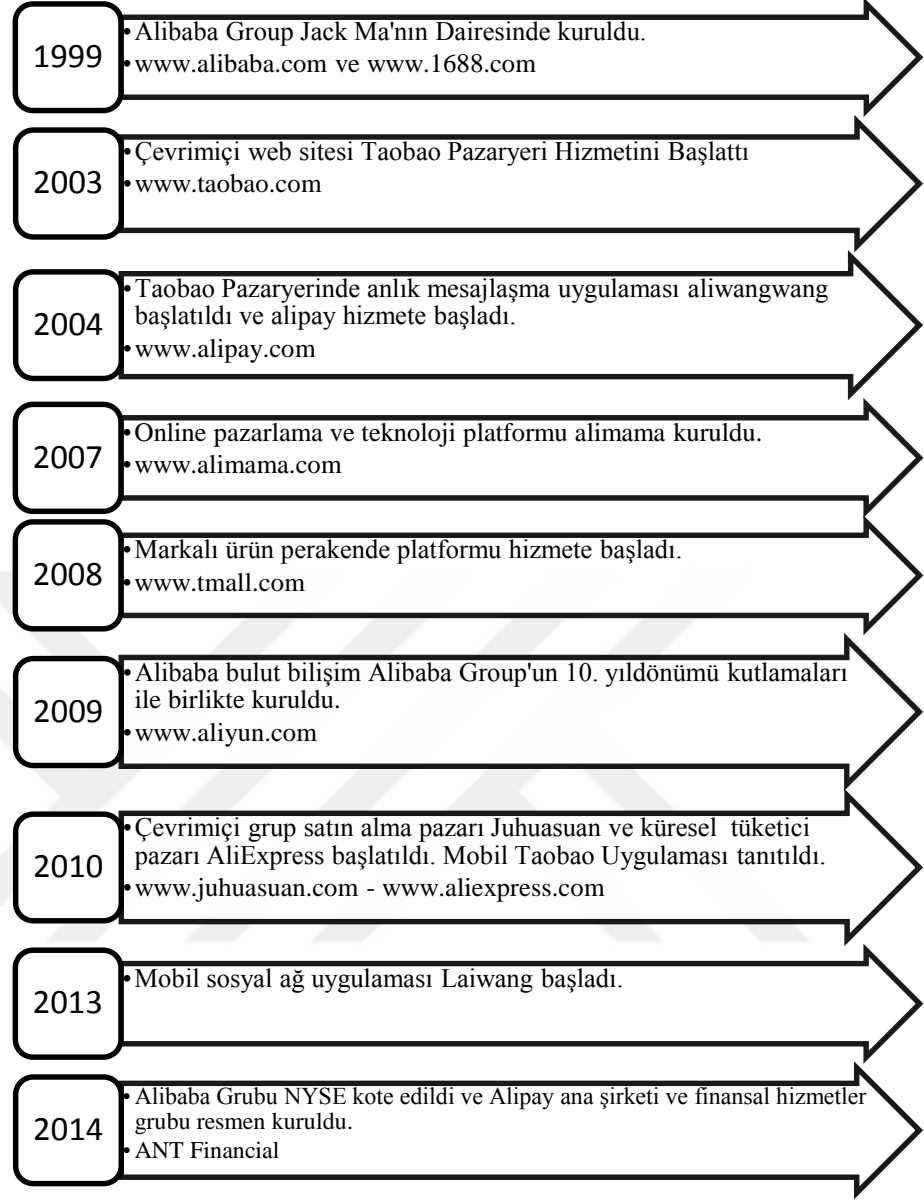 1999
•Alibaba Group Jack Ma'nın Dairesinde kuruldu.
•www.alibaba.com ve www.1688.com
2003
•Çevrimiçi web sitesi Taobao Pazaryeri Hizmetini Başlattı
•www.taobao.com
2004
•Taobao Pazaryerinde anlık mesajlaşma uygulaması aliwangwang
başlatıldı ve alipay hizmete başladı.
•www.alipay.com
2007
•Online pazarlama ve teknoloji platformu alimama kuruldu.
•www.alimama.com
2008
•Markalı ürün perakende platformu hizmete başladı.
•www.tmall.com
2009
•Alibaba bulut bilişim Alibaba Group'un 10. yıldönümü kutlamaları
ile birlikte kuruldu.
•www.aliyun.com
2010
•Çevrimiçi grup satın alma pazarı Juhuasuan ve küresel tüketici
pazarı AliExpress başlatıldı. Mobil Taobao Uygulaması tanıtıldı.
•www.juhuasuan.com - www.aliexpress.com
2013
•Mobil sosyal ağ uygulaması Laiwang başladı.
2014
•Alibaba Grubu NYSE kote edildi ve Alipay ana şirketi ve finansal hizmetler
grubu resmen kuruldu.
•ANT Financial